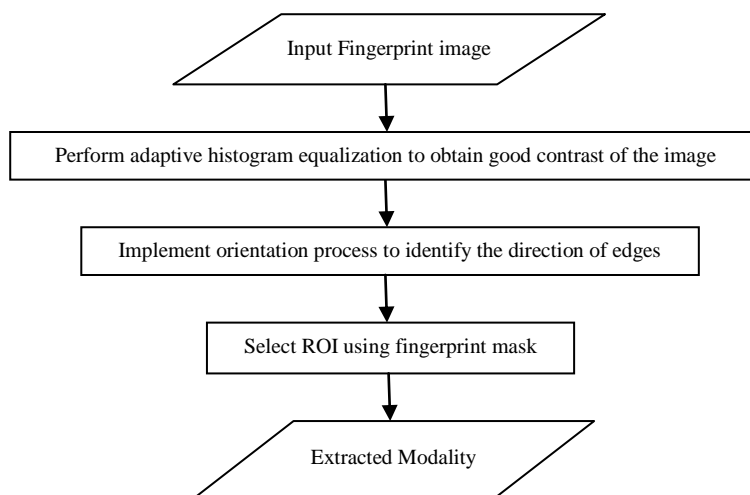 Input Fingerprint image
Perform adaptive histogram equalization to obtain good contrast of the image
Implement orientation process to identify the direction of edges
Select ROI using fingerprint mask
Extracted Modality